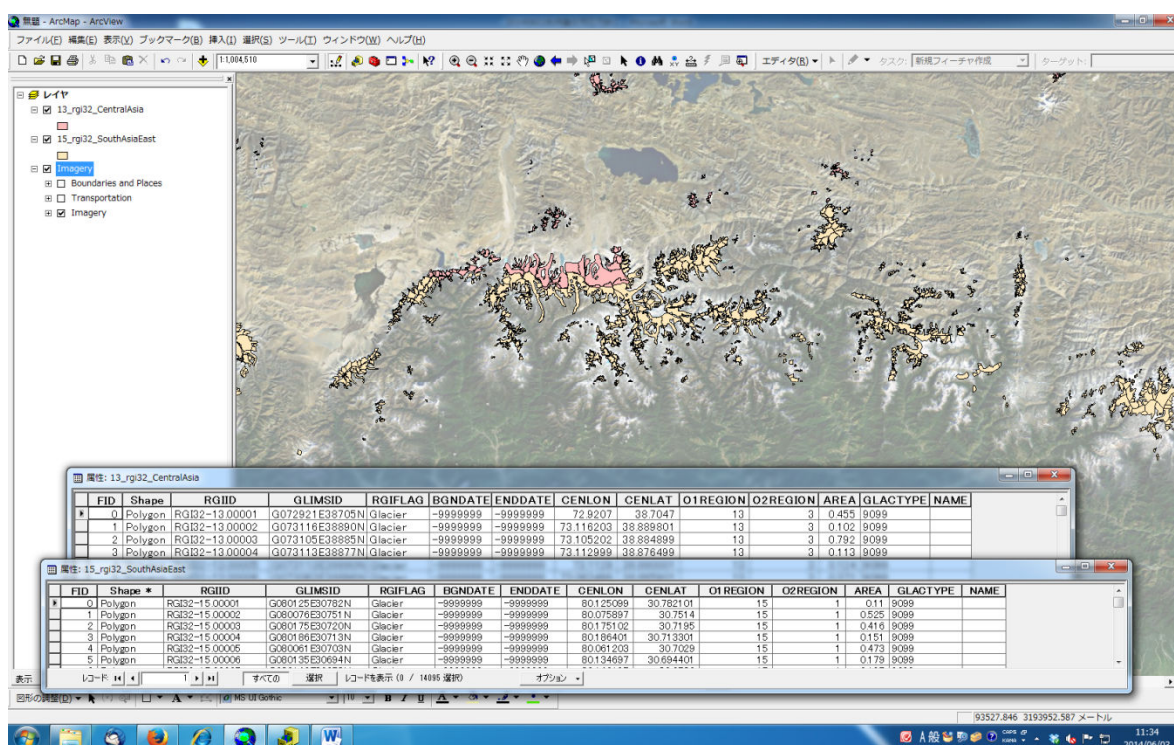 無題 - ArcMap - ArcView
ファイル(F) 編集(E) 表示(V) ブックマーク(B) 挿入(I) 選択(S) ツール(T) ウィンドウ(W) ヘルプ(H)
1:1,004,510 エディタ(R) タスク: 新規フィーチャ作成 ターゲット:
レイヤ
13_rgi32_CentralAsia
15_rgi32_SouthAsiaEast
Imagery
Boundaries and Places
Transportation
Imagery
属性: 13_rgi32_CentralAsia
FID Shape RGIID GLIMSID RGIFLAG BGNDATE ENDDATE CENLON CENLAT O1REGION O2REGION AREA GLACTYPE NAME
0 Polygon RGI32-13.00001 G072921E38705N Glacier -9999999 -9999999 72.9207 38.7047 13 3 0.455 9099
1 Polygon RGI32-13.00002 G073116E38890N Glacier -9999999 -9999999 73.116203 38.889801 13 3 0.102 9099
2 Polygon RGI32-13.00003 G073105E38885N Glacier -9999999 -9999999 73.105202 38.884899 13 3 0.792 9099
3 Polygon RGI32-13.00004 G073113E38877N Glacier -9999999 -9999999 73.112999 38.876499 13 3 0.113 9099
属性: 15_rgi32_SouthAsiaEast
FID Shape * RGIID GLIMSID RGIFLAG BGNDATE ENDDATE CENLON CENLAT O1REGION O2REGION AREA GLACTYPE NAME
0 Polygon RGI32-15.00001 G080125E30782N Glacier -9999999 -9999999 80.125099 30.782101 15 1 0.11 9099
1 Polygon RGI32-15.00002 G080076E30751N Glacier -9999999 -9999999 80.075897 30.7514 15 1 0.525 9099
2 Polygon RGI32-15.00003 G080175E30720N Glacier -9999999 -9999999 80.175102 30.7195 15 1 0.416 9099
3 Polygon RGI32-15.00004 G080186E30713N Glacier -9999999 -9999999 80.186401 30.713301 15 1 0.151 9099
4 Polygon RGI32-15.00005 G080061E30703N Glacier -9999999 -9999999 80.061203 30.7029 15 1 0.473 9099
5 Polygon RGI32-15.00006 G080135E30694N Glacier -9999999 -9999999 80.134697 30.694401 15 1 0.179 9099
表示 レコード 1 すべての 選択 レコードを表示 (0 / 14095 選択) オプション
図形の調整(D) MS UI Gothic 10 B I U
93527.846 3193952.587 メートル
A 般 CAPS KANA 11:34
2014/06/03